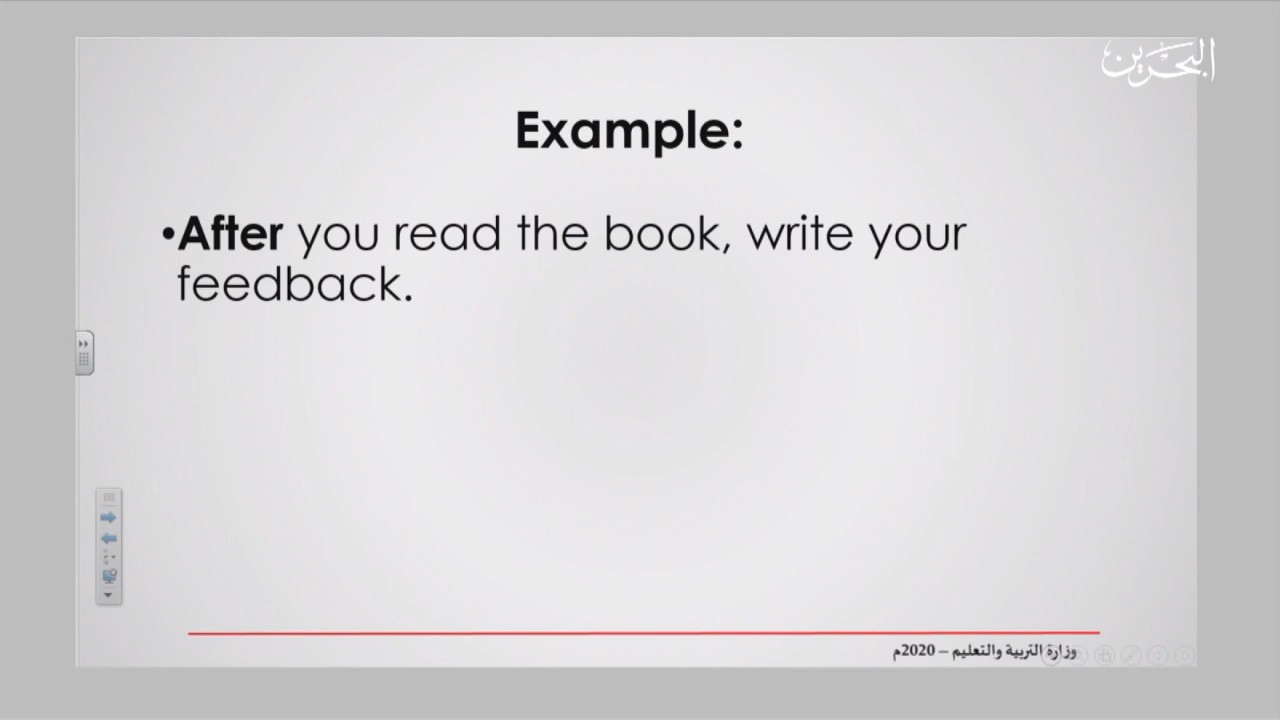 البحرين
Example:
•After you read the book, write your
feedback.
وزارة التربية والتعليم – 2020م